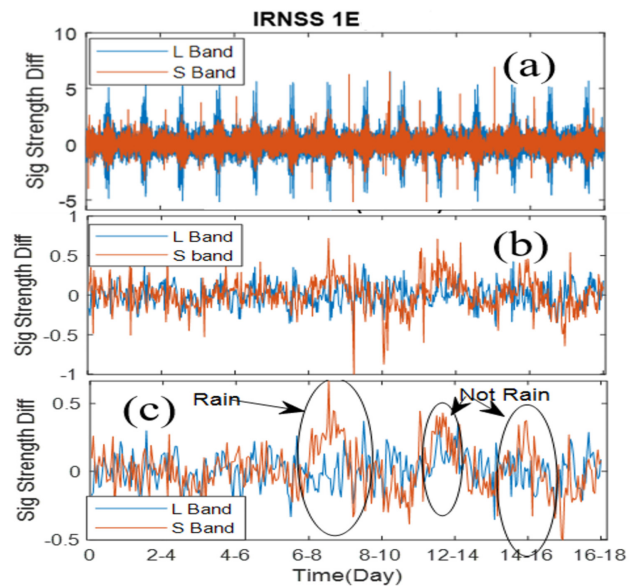 IRNSS 1E
Sig Strength Diff
10
5
0
-5
L Band
S Band
(a)
Sig Strength Diff
1
0.5
0
-0.5
-1
L Band
S band
(b)
Sig Strength Diff
0.5
0
-0.5
(c)
Rain
Not Rain
L Band
S Band
0 2-4 4-6 6-8 8-10 12-14 14-16 16-18
Time(Day)